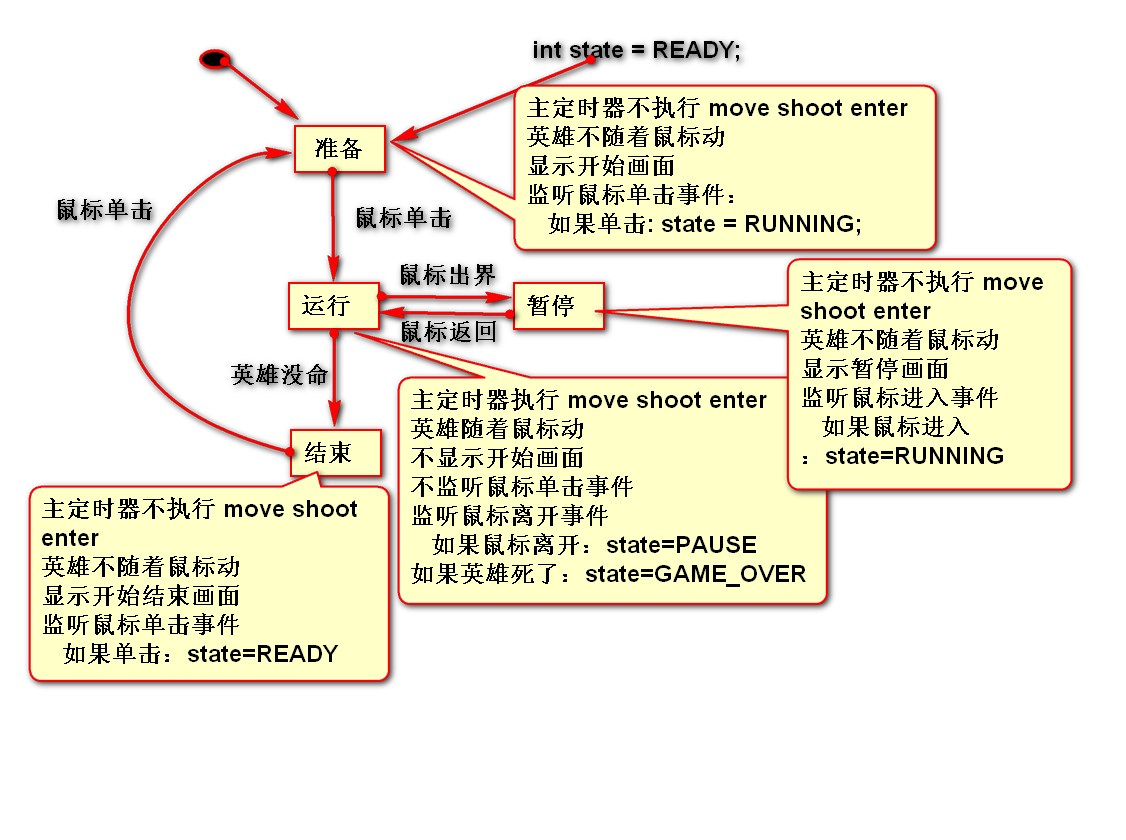 int state = READY;
主定时器不执行 move shoot enter
英雄不随着鼠标动
显示开始画面
监听鼠标单击事件：
如果单击: state = RUNNING;
准备
鼠标单击
鼠标单击
鼠标出界
运行
暂停
鼠标返回
主定时器不执行 move
shoot enter
英雄不随着鼠标动
显示暂停画面
监听鼠标进入事件
如果鼠标进入
：state=RUNNING
英雄没命
结束
主定时器执行 move shoot enter
英雄随着鼠标动
不显示开始画面
不监听鼠标单击事件
监听鼠标离开事件
如果鼠标离开：state=PAUSE
如果英雄死了：state=GAME_OVER
主定时器不执行 move shoot
enter
英雄不随着鼠标动
显示开始结束画面
监听鼠标单击事件
如果单击：state=READY